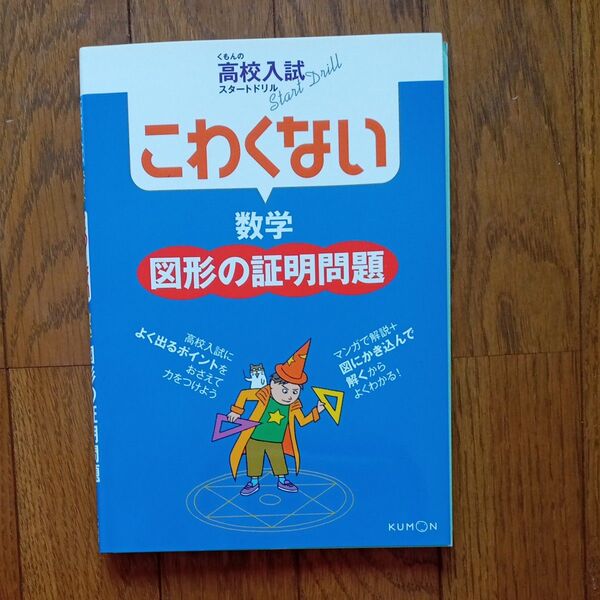 くもんの
高校入試
スタートドリル
Start Drill
こわくない
数学
図形の証明問題
高校入試に
よく出るポイントを
おさえて
力をつけよう
マンガで解説+
図にかき込んで
解くから
よくわかる!
KUMON